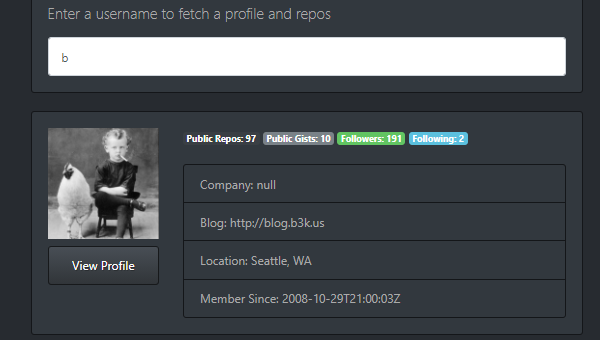 Enter a username to fetch a profile and repos
b
Public Repos: 97 Public Gists: 10 Followers: 191 Following: 2
Company: null
Blog: http://blog.b3k.us
Location: Seattle, WA
Member Since: 2008-10-29T21:00:03Z
View Profile